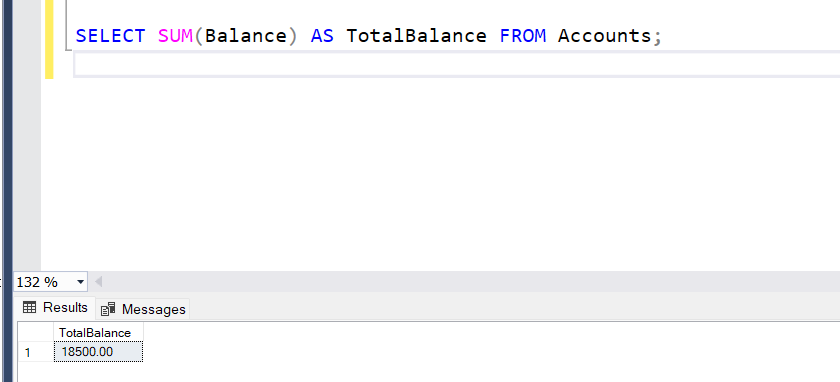 SELECT SUM(Balance) AS TotalBalance FROM Accounts;
132 %
Results Messages
TotalBalance
1 18500.00